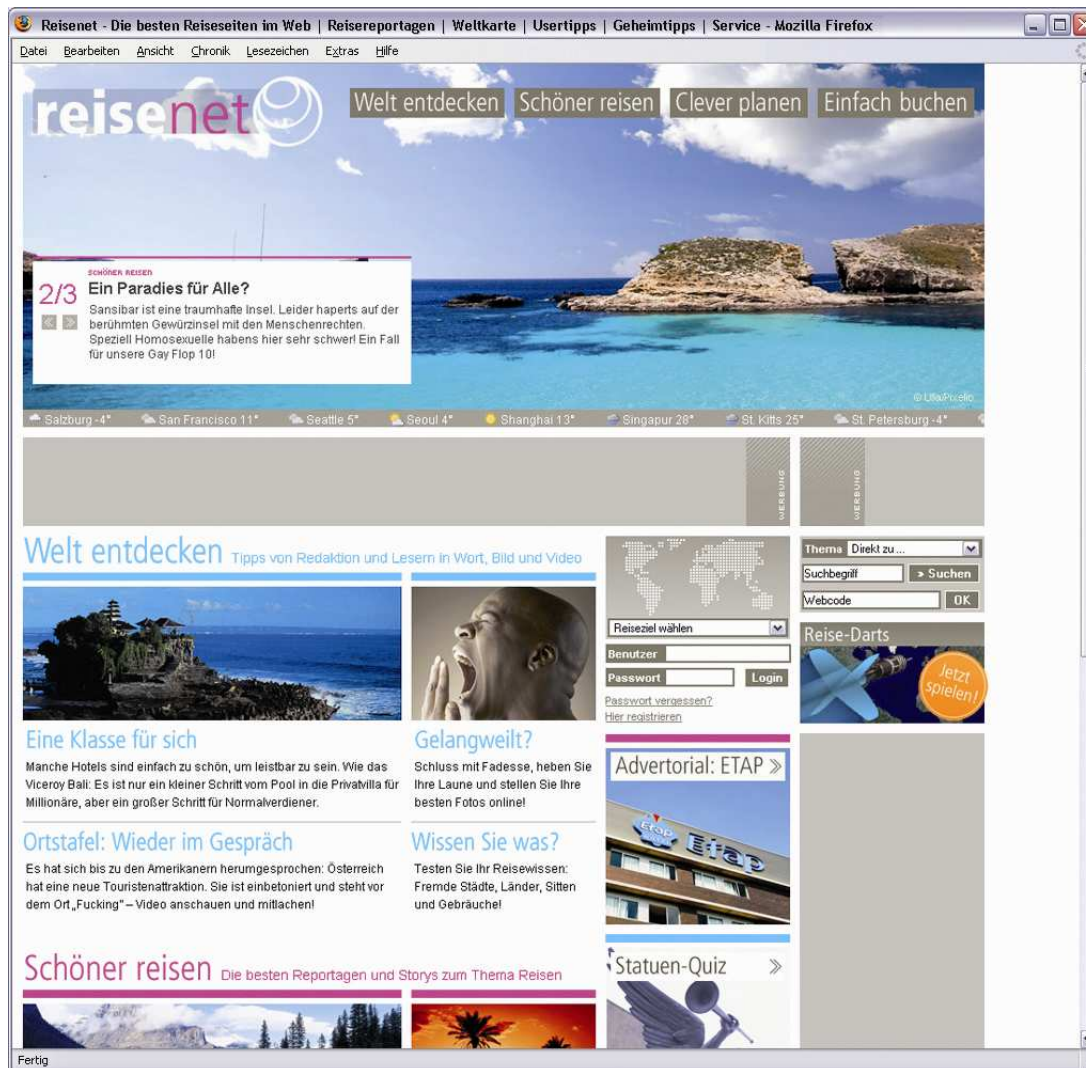 Reisenet - Die besten Reiseseiten im Web | Reisereportagen | Weltkarte | Usertipps | Geheimtipps | Service - Mozilla Firefox
Datei Bearbeiten Ansicht Chronik Lesezeichen Extras Hilfe
reisenet
Welt entdecken Schöner reisen Clever planen Einfach buchen
SCHÖNER REISEN
2/3
Ein Paradies für Alle?
Sansibar ist eine traumhafte Insel. Leider haperts auf der
berühmten Gewürzinsel mit den Menschenrechten.
Speziell Homosexuelle habens hier sehr schwer! Ein Fall
für unsere Gay Flop 10!
© Ulla/Pixelio
Salzburg -4° San Francisco 11° Seattle 5° Seoul 4° Shanghai 13° Singapur 28° St. Kitts 25° St. Petersburg -4°
WERBUNG
WERBUNG
Welt entdecken Tipps von Redaktion und Lesern in Wort, Bild und Video
Eine Klasse für sich
Manche Hotels sind einfach zu schön, um leistbar zu sein. Wie das
Viceroy Bali: Es ist nur ein kleiner Schritt vom Pool in die Privatvilla für
Millionäre, aber ein großer Schritt für Normalverdiener.
Gelangweilt?
Schluss mit Fadesse, heben Sie
Ihre Laune und stellen Sie Ihre
besten Fotos online!
Ortstafel: Wieder im Gespräch
Es hat sich bis zu den Amerikanern herumgesprochen: Österreich
hat eine neue Touristenattraktion. Sie ist einbetoniert und steht vor
dem Ort „Fucking" – Video anschauen und mitlachen!
Wissen Sie was?
Testen Sie Ihr Reisewissen:
Fremde Städte, Länder, Sitten
und Gebräuche!
Schöner reisen Die besten Reportagen und Storys zum Thema Reisen
Reiseziel wählen
Benutzer
Passwort Login
Passwort vergessen?
Hier registrieren
Advertorial: ETAP »
Etap
Etap
Statuen-Quiz »
Thema Direkt zu ...
Suchbegriff » Suchen
Webcode OK
Reise-Darts
Jetzt
spielen!
Fertig